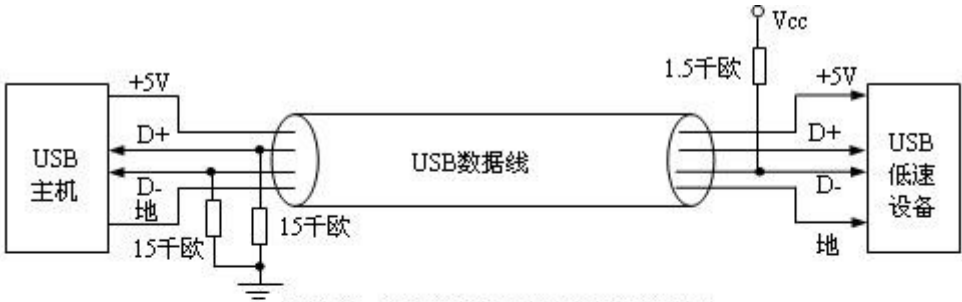 Vcc
1.5千欧
+5V
+5V
D+
D+
USB
主机
USB数据线
USB
低速
设备
D-
D-
地
15千欧
15千欧
地